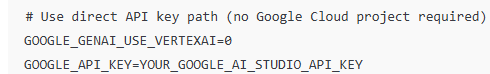 # Use direct API key path (no Google Cloud project required)
GOOGLE_GENAI_USE_VERTEXAI=0
GOOGLE_API_KEY=YOUR_GOOGLE_AI_STUDIO_API_KEY